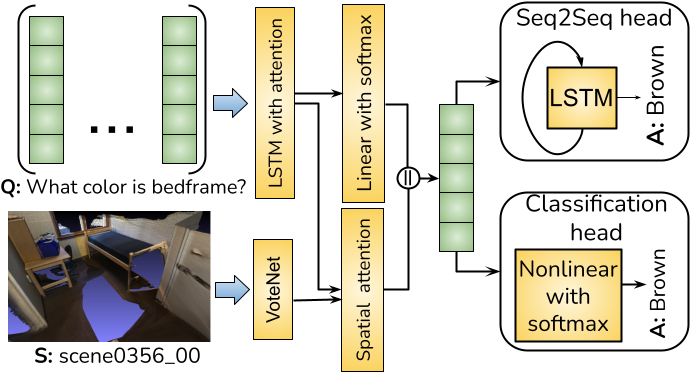 Q: What color is bedframe?
S: scene0356_00
LSTM with attention
VoteNet
Linear with softmax
Spatial attention
||
Seq2Seq head
LSTM
A: Brown
Classification
head
Nonlinear
with
softmax
A: Brown